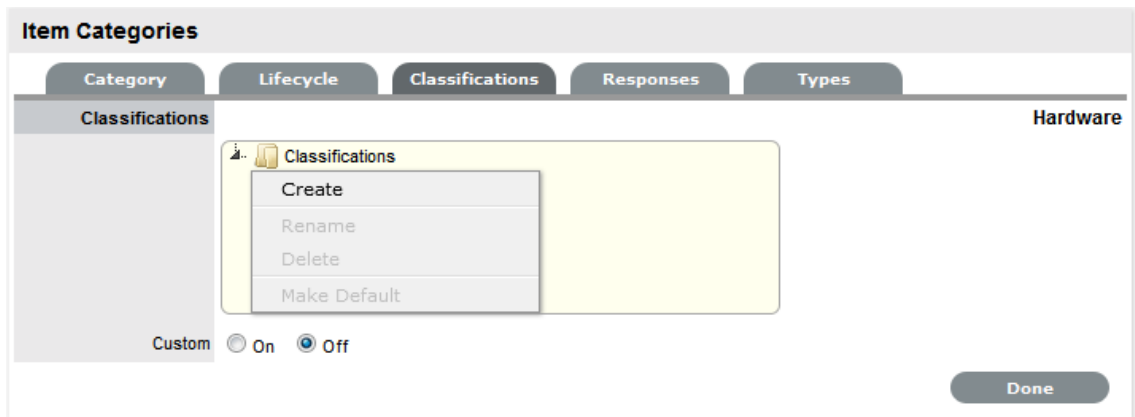 Item Categories
Category Lifecycle Classifications Responses Types
Classifications Hardware
Classifications
Create
Rename
Delete
Make Default
Custom On Off
Done